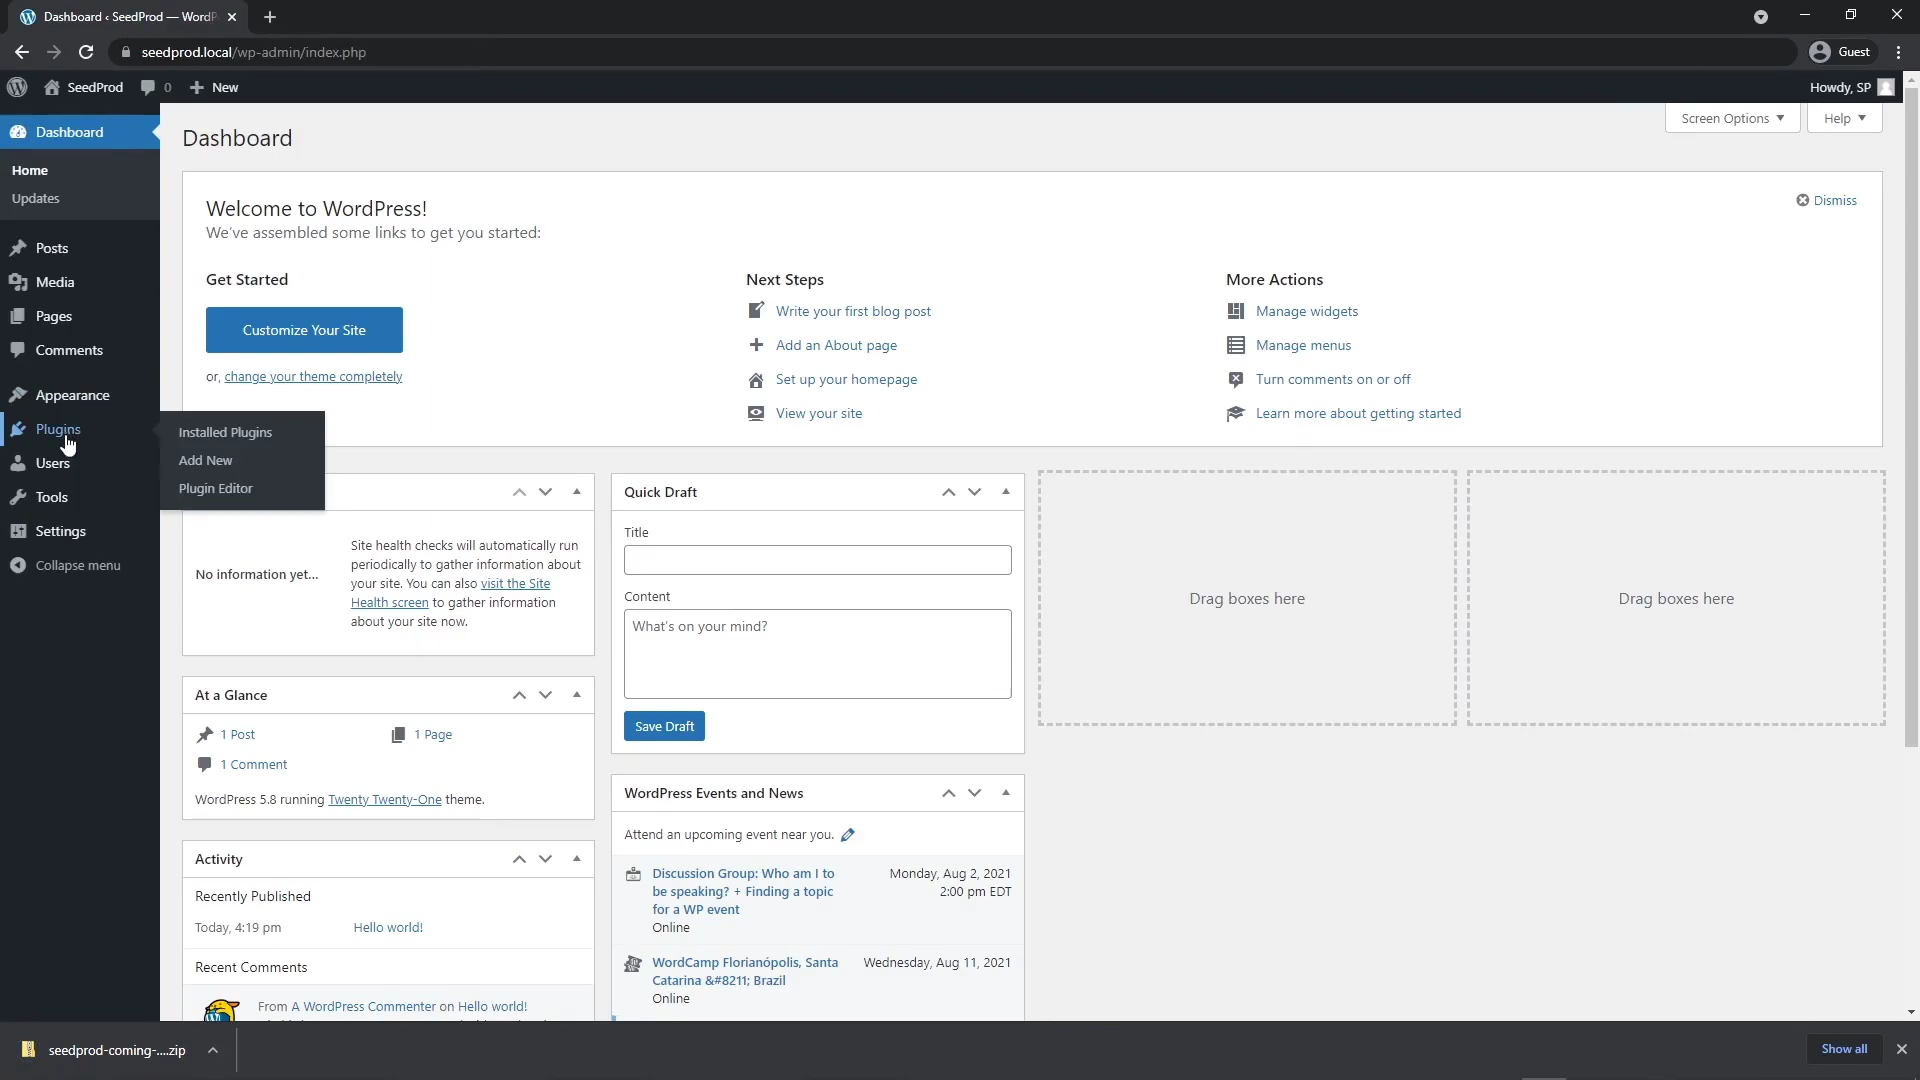 Dashboard ‹ SeedProd — WordP
seedprod.local/wp-admin/index.php
Guest
SeedProd
0
New
Howdy, SP
Dashboard
Home
Updates
Posts
Media
Pages
Comments
Appearance
Plugins
Users
Tools
Settings
Collapse menu
Installed Plugins
Add New
Plugin Editor
Dashboard
Screen Options
Help
Welcome to WordPress!
We've assembled some links to get you started:
Dismiss
Get Started
Customize Your Site
or, change your theme completely
Next Steps
Write your first blog post
Add an About page
Set up your homepage
View your site
More Actions
Manage widgets
Manage menus
Turn comments on or off
Learn more about getting started
No information yet...
Site health checks will automatically run
periodically to gather information about
your site. You can also visit the Site
Health screen to gather information
about your site now.
At a Glance
1 Post
1 Page
1 Comment
WordPress 5.8 running Twenty Twenty-One theme.
Activity
Recently Published
Today, 4:19 pm
Hello world!
Recent Comments
From A WordPress Commenter on Hello world!
Quick Draft
Title
Content
What's on your mind?
Save Draft
WordPress Events and News
Attend an upcoming event near you.
Discussion Group: Who am I to
be speaking? + Finding a topic
for a WP event
Online
Monday, Aug 2, 2021
2:00 pm EDT
WordCamp Florianópolis, Santa
Catarina &#8211; Brazil
Online
Wednesday, Aug 11, 2021
Drag boxes here
Drag boxes here
seedprod-coming-....zip
Show all